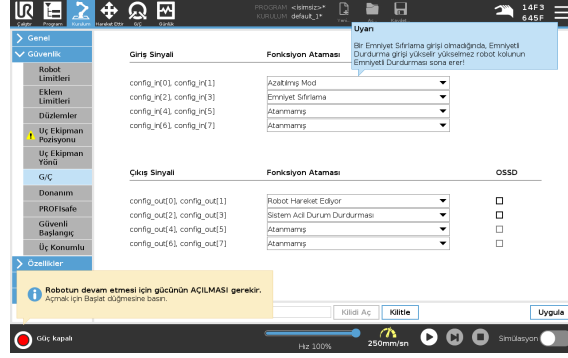 PROGRAM <isimsiz>*
KURULUM default_1*
Çalıştır Program Kurulum Hareket Ettir G/Ç Günlük
Yeni... Aç... Kaydet...
14F3
645F
Genel
Güvenlik
Robot
Limitleri
Eklem
Limitleri
Düzlemler
Uç Ekipman
Pozisyonu
Uç Ekipman
Yönü
G/Ç
Donanım
PROFIsafe
Güvenli
Başlangıç
Üç Konumlu
Özellikler
Uyarı
Bir Emniyet Sıfırlama girişi olmadığında, Emniyetli
Durdurma girişi yükselir yükselmez robot kolunun
Emniyetli Durdurması sona erer!
Giriş Sinyali Fonksiyon Ataması
config_in[0], config_in[1] Azaltılmış Mod
config_in[2], config_in[3] Emniyet Sıfırlama
config_in[4], config_in[5] Atanmamış
config_in[6], config_in[7] Atanmamış
Çıkış Sinyali Fonksiyon Ataması OSSD
config_out[0], config_out[1] Robot Hareket Ediyor
config_out[2], config_out[3] Sistem Acil Durum Durdurması
config_out[4], config_out[5] Atanmamış
config_out[6], config_out[7] Atanmamış
Robotun devam etmesi için gücünün AÇILMASI gerekir.
Açmak için Başlat düğmesine basın.
Kilidi Aç Kilitle Uygula
Güç kapalı
Hız 100%
250mm/sn
Simülasyon